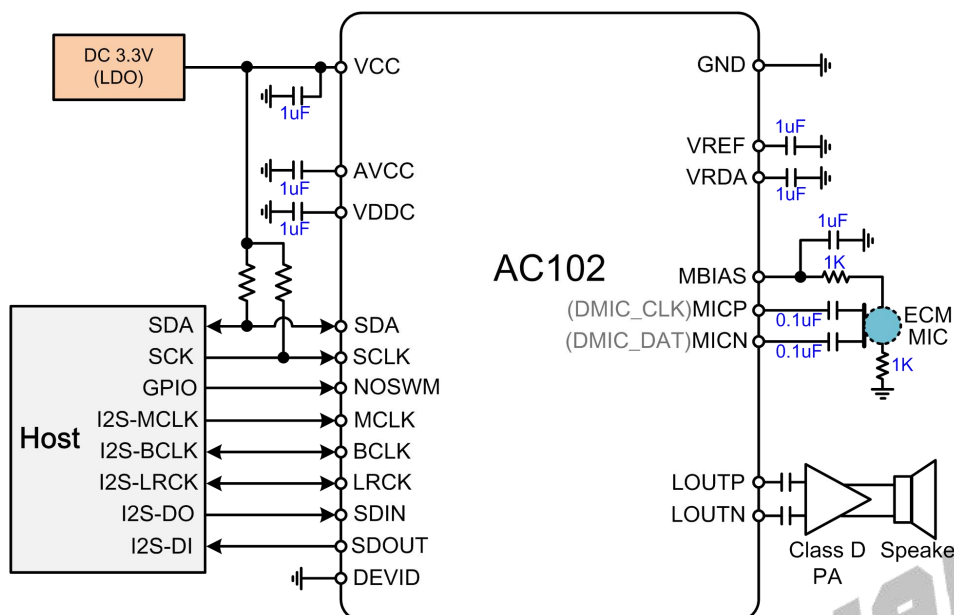 DC 3.3V
(LDO)
VCC
1uF
AVCC
1uF
VDDC
1uF
AC102
GND
1uF
VREF
VRDA
1uF
1uF
MBIAS
1K
(DMIC_CLK)MICP
0.1uF
(DMIC_DAT)MICN
0.1uF
ECM
MIC
1K
Host
SDA
SCK
GPIO
I2S-MCLK
I2S-BCLK
I2S-LRCK
I2S-DO
I2S-DI
SDA
SCLK
NOSWM
MCLK
BCLK
LRCK
SDIN
SDOUT
DEVID
LOUTP
LOUTN
Class D
PA
Speake